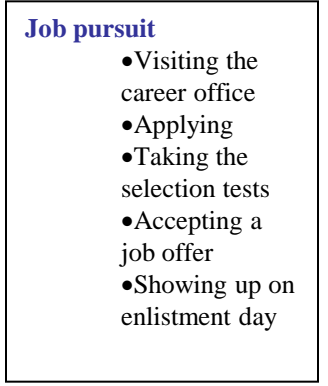 Job pursuit
•Visiting the
career office
•Applying
•Taking the
selection tests
•Accepting a
job offer
•Showing up on
enlistment day